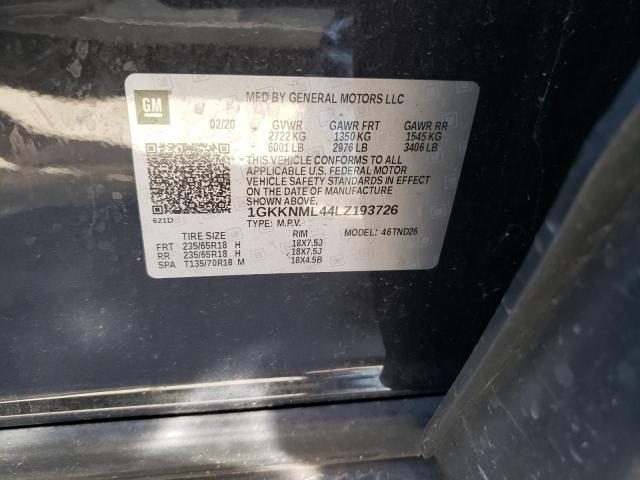 GM
MFD BY GENERAL MOTORS LLC
02/20 GVWR GAWR FRT GAWR RR
2722 KG 1350 KG 1545 KG
6001 LB 2976 LB 3406 LB
THIS VEHICLE CONFORMS TO ALL
APPLICABLE U.S. FEDERAL MOTOR
VEHICLE SAFETY STANDARDS IN EFFECT
ON THE DATE OF MANUFACTURE
SHOWN ABOVE.
1GKKNML44LZ193726
621D
TYPE: M.P.V.
TIRE SIZE RIM MODEL: 46TND26
FRT 235/65R18 H 18X7.5J
RR 235/65R18 H 18X7.5J
SPA T135/70R18 M 18X4.5B